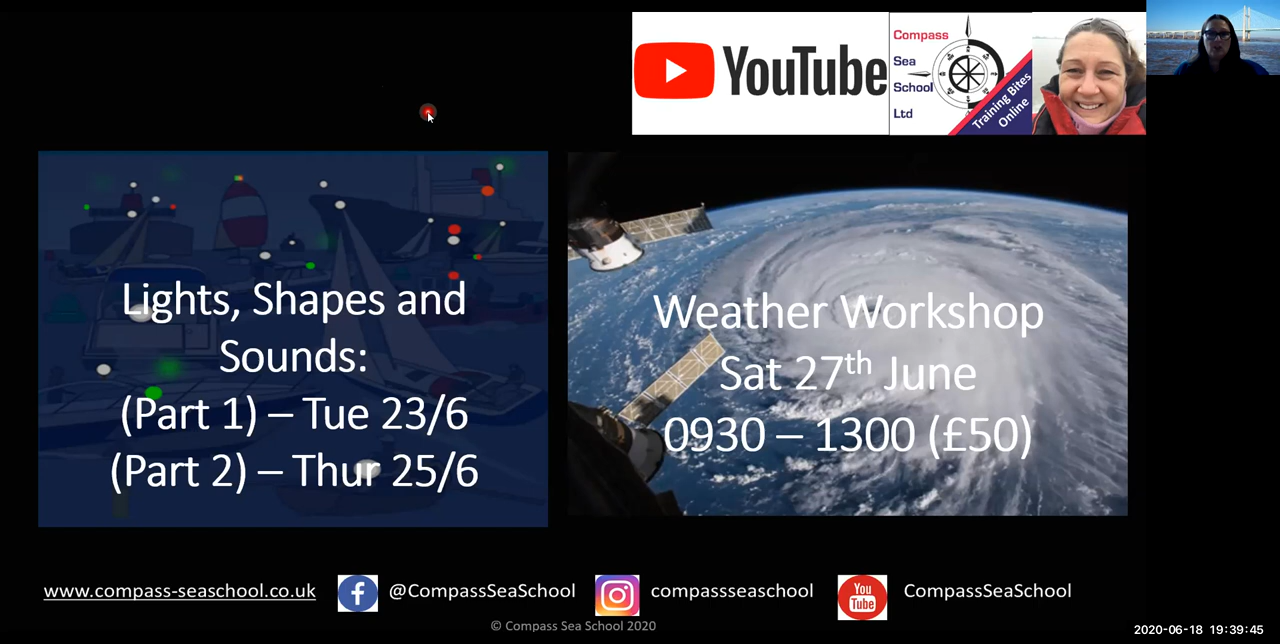 YouTube
Compass
Sea
School
Ltd
Training Bites
Online
Lights, Shapes and
Sounds:
(Part 1) – Tue 23/6
(Part 2) – Thur 25/6
Weather Workshop
Sat 27th June
0930 – 1300 (£50)
www.compass-seaschool.co.uk
@CompassSeaSchool
compassseaschool
You
Tube
CompassSeaSchool
© Compass Sea School 2020
2020-06-18 19:39:45